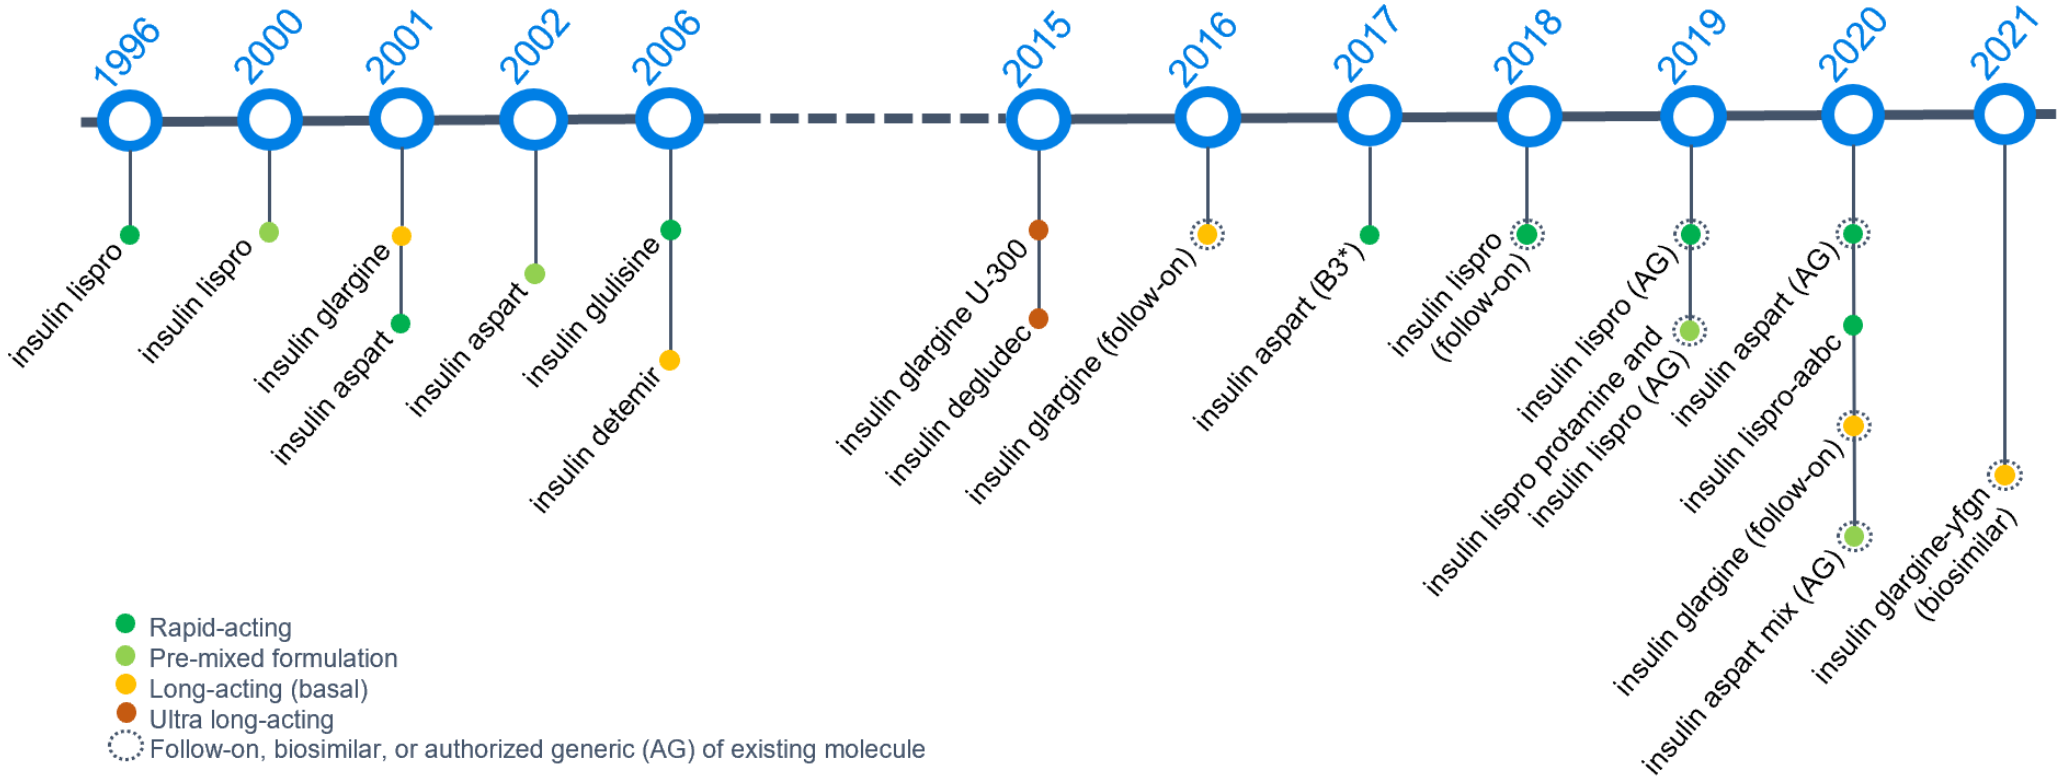 1996
2000
2001
2002
2006
2015
2016
2017
2018
2019
2020
2021
insulin lispro
insulin lispro
insulin glargine
insulin aspart
insulin aspart
insulin glulisine
insulin detemir
insulin glargine U-300
insulin degludec
insulin glargine (follow-on)
insulin aspart (B3*)
insulin lispro
(follow-on)
insulin lispro (AG)
insulin lispro protamine and
insulin lispro (AG)
insulin aspart (AG)
insulin lispro-aabc
insulin glargine (follow-on)
insulin aspart mix (AG)
insulin glargine-yfgn
(biosimilar)
Rapid-acting
Pre-mixed formulation
Long-acting (basal)
Ultra long-acting
Follow-on, biosimilar, or authorized generic (AG) of existing molecule